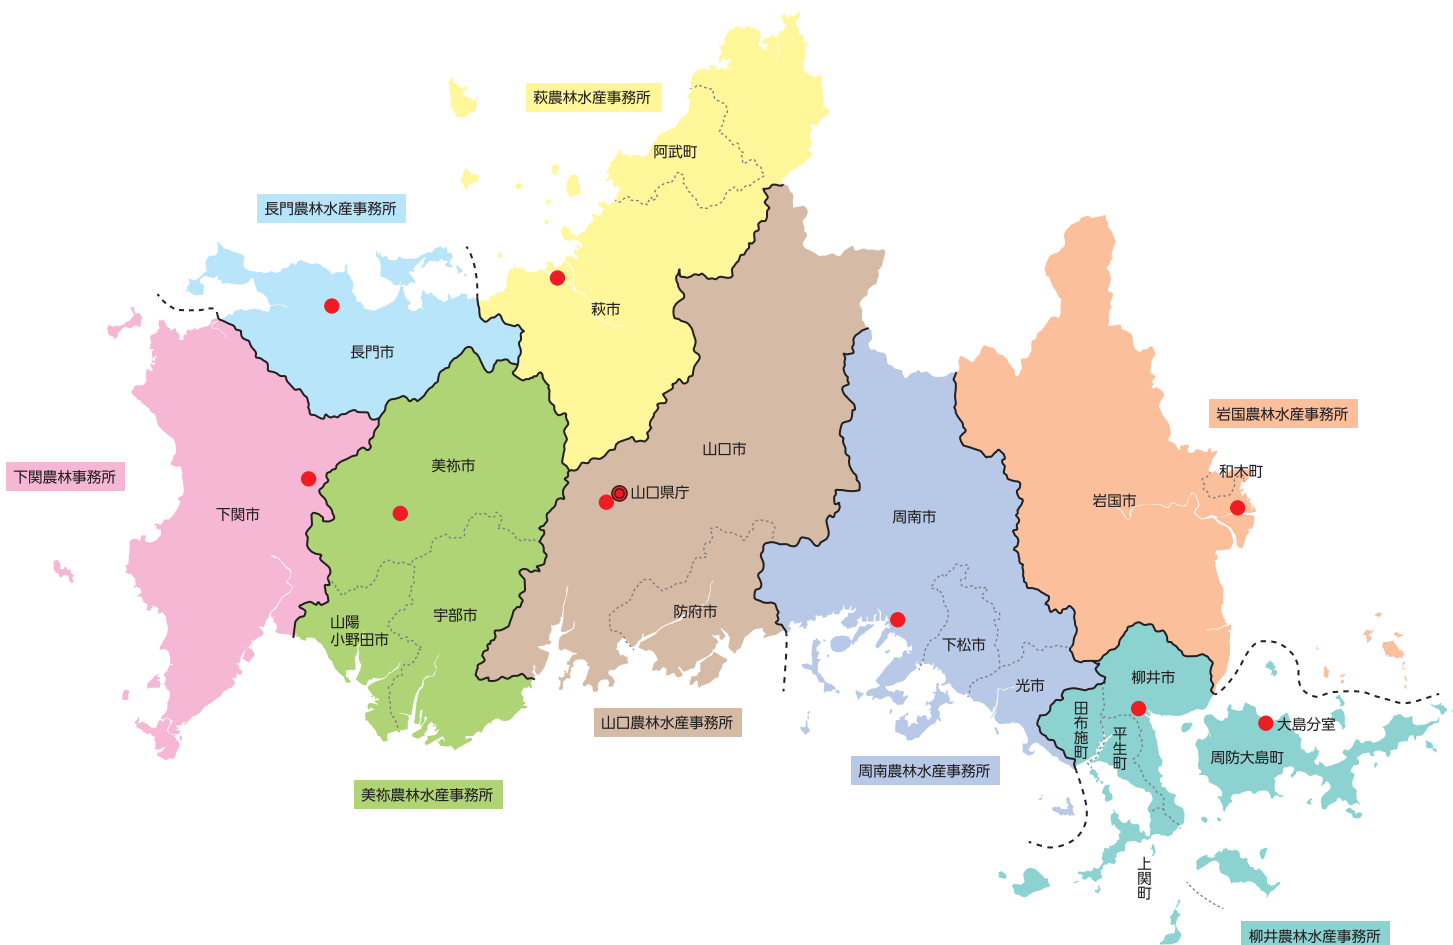 萩農林水産事務所
阿武町
長門農林水産事務所
萩市
長門市
岩国農林水産事務所
山口市
美祢市
和木町
下関農林事務所
山口県庁
岩国市
下関市
周南市
防府市
宇部市
山陽
小野田市
下松市
柳井市
光市
田布施町
平生町
山口農林水産事務所
大島分室
周防大島町
周南農林水産事務所
美祢農林水産事務所
上関町
柳井農林水産事務所